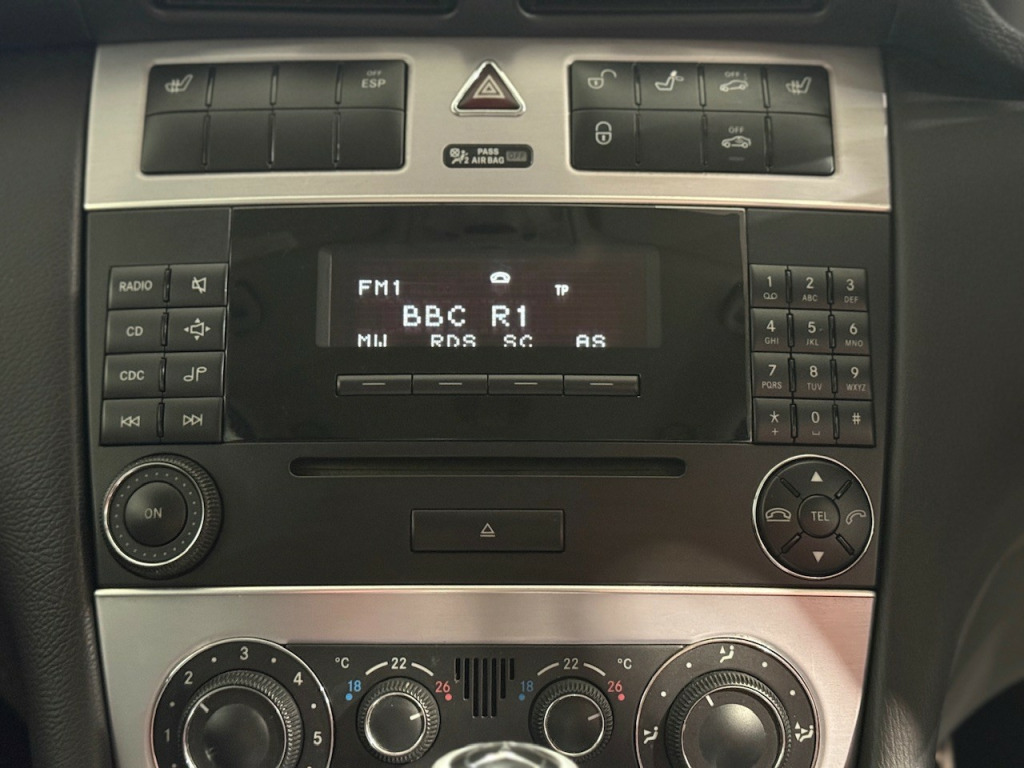 OFF
ESP
OFF
PASS
2 AIRBAG OFF
OFF
RADIO
CD
CDC
FM1 TP
BBC R1
MW RDS SC AS
1 2 3
ABC DEF
4 5 6
GHI JKL MNO
7 8 9
PQRS TUV WXYZ
* 0 #
+
ON
TEL
°C 22 22 °C
18 26 18 26
1 2 3 4 5